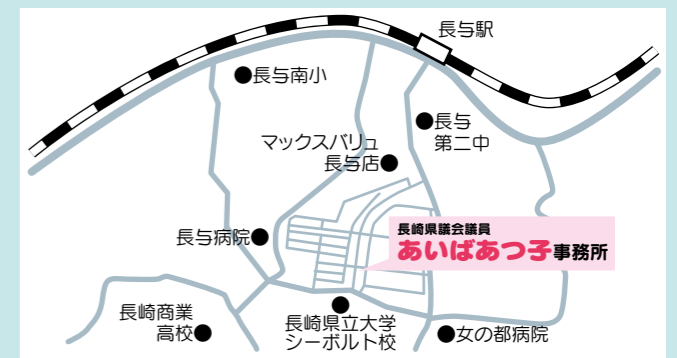 長与駅
長与南小
長与
第二中
マックスバリュ
長与店
長与病院
長崎県議会議員
あいばあつ子事務所
長崎商業
高校
長崎県立大学
シーボルト校
女の都病院